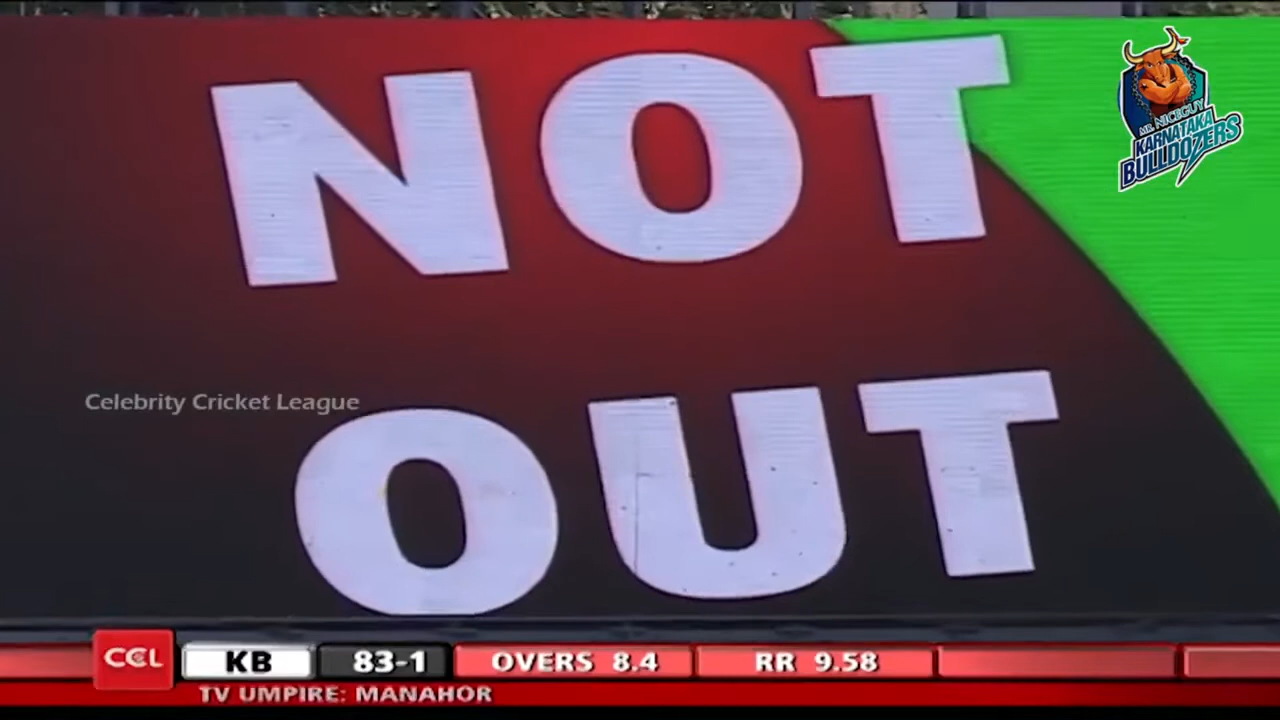 NOT
OUT
MR. NICEGUY
KARNATAKA
BULLDOZERS
Celebrity Cricket League
CCL KB 83-1 OVERS 8.4 RR 9.58
TV UMPIRE: MANAHOR